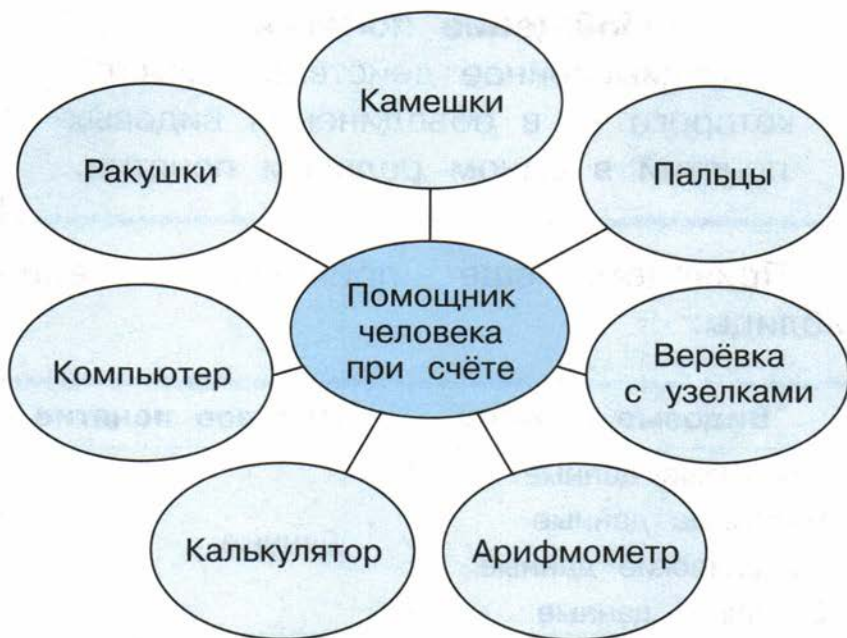 Камешки
Ракушки
Пальцы
Помощник
человека
при счёте
Компьютер
Верёвка
с узелками
Калькулятор
Арифмометр